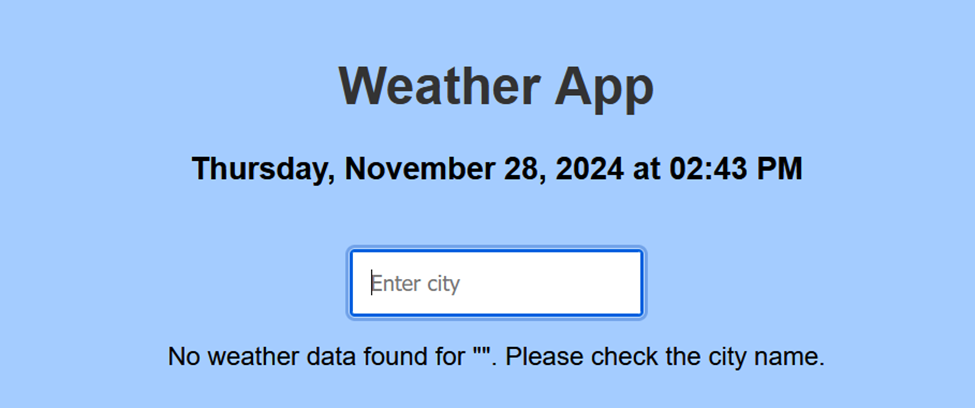 Weather App
Thursday, November 28, 2024 at 02:43 PM
Enter city
No weather data found for "". Please check the city name.